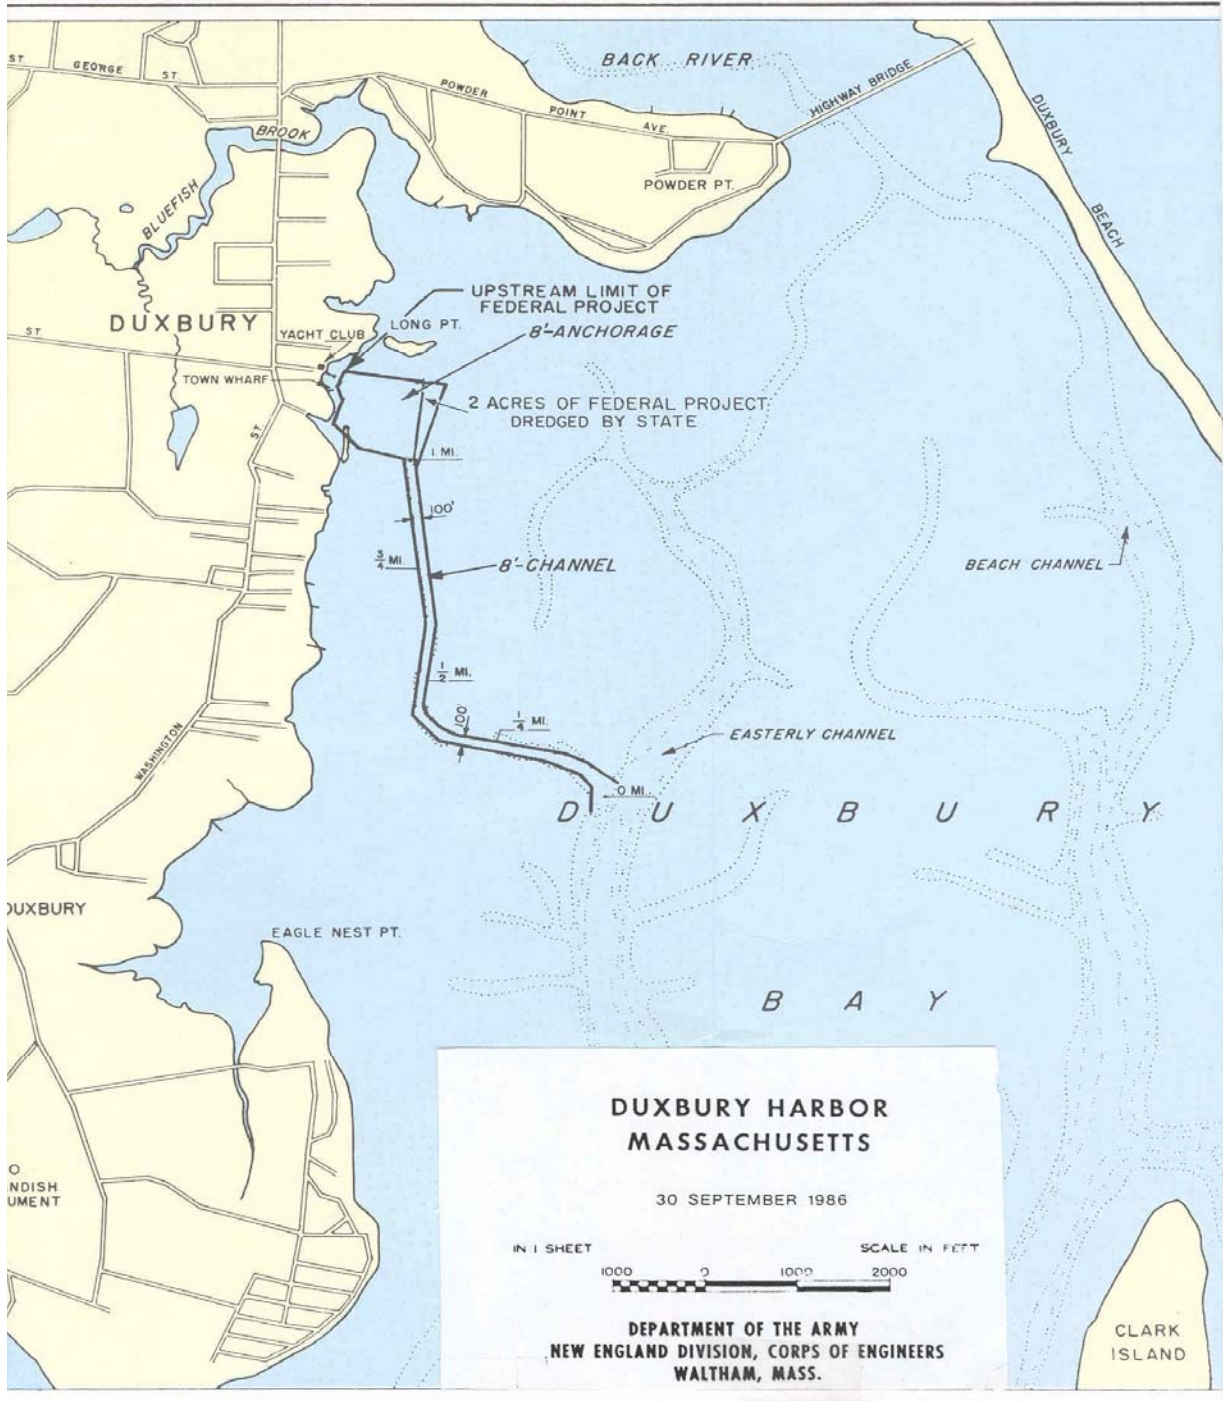 BACK RIVER
HIGHWAY BRIDGE
DUXBURY
BEACH
ST.
GEORGE
ST.
POWDER
POINT
AVE.
POWDER PT.
BROOK
BLUEFISH
UPSTREAM LIMIT OF
FEDERAL PROJECT
8'-ANCHORAGE
DUXBURY
YACHT CLUB
LONG PT.
ST
TOWN WHARF
2 ACRES OF FEDERAL PROJECT
DREDGED BY STATE
ST.
1 MI.
100'
3/4 MI.
8'-CHANNEL
BEACH CHANNEL
1/2 MI.
100'
1/4 MI.
WASHINGTON
EASTERLY CHANNEL
0 MI.
DUXBURY
DUXBURY
EAGLE NEST PT.
BAY
O
NDISH
UMENT
DUXBURY HARBOR
MASSACHUSETTS
30 SEPTEMBER 1986
IN 1 SHEET
SCALE IN FEET
1000 0 1000 2000
DEPARTMENT OF THE ARMY
NEW ENGLAND DIVISION, CORPS OF ENGINEERS
WALTHAM, MASS.
CLARK
ISLAND